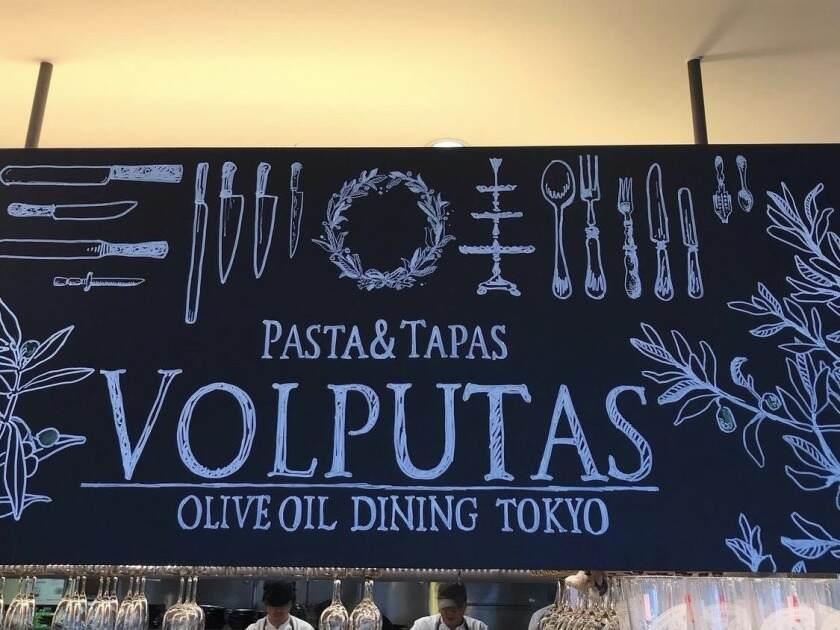 PASTA & TAPAS
VOLPUTAS
OLIVE OIL DINING TOKYO